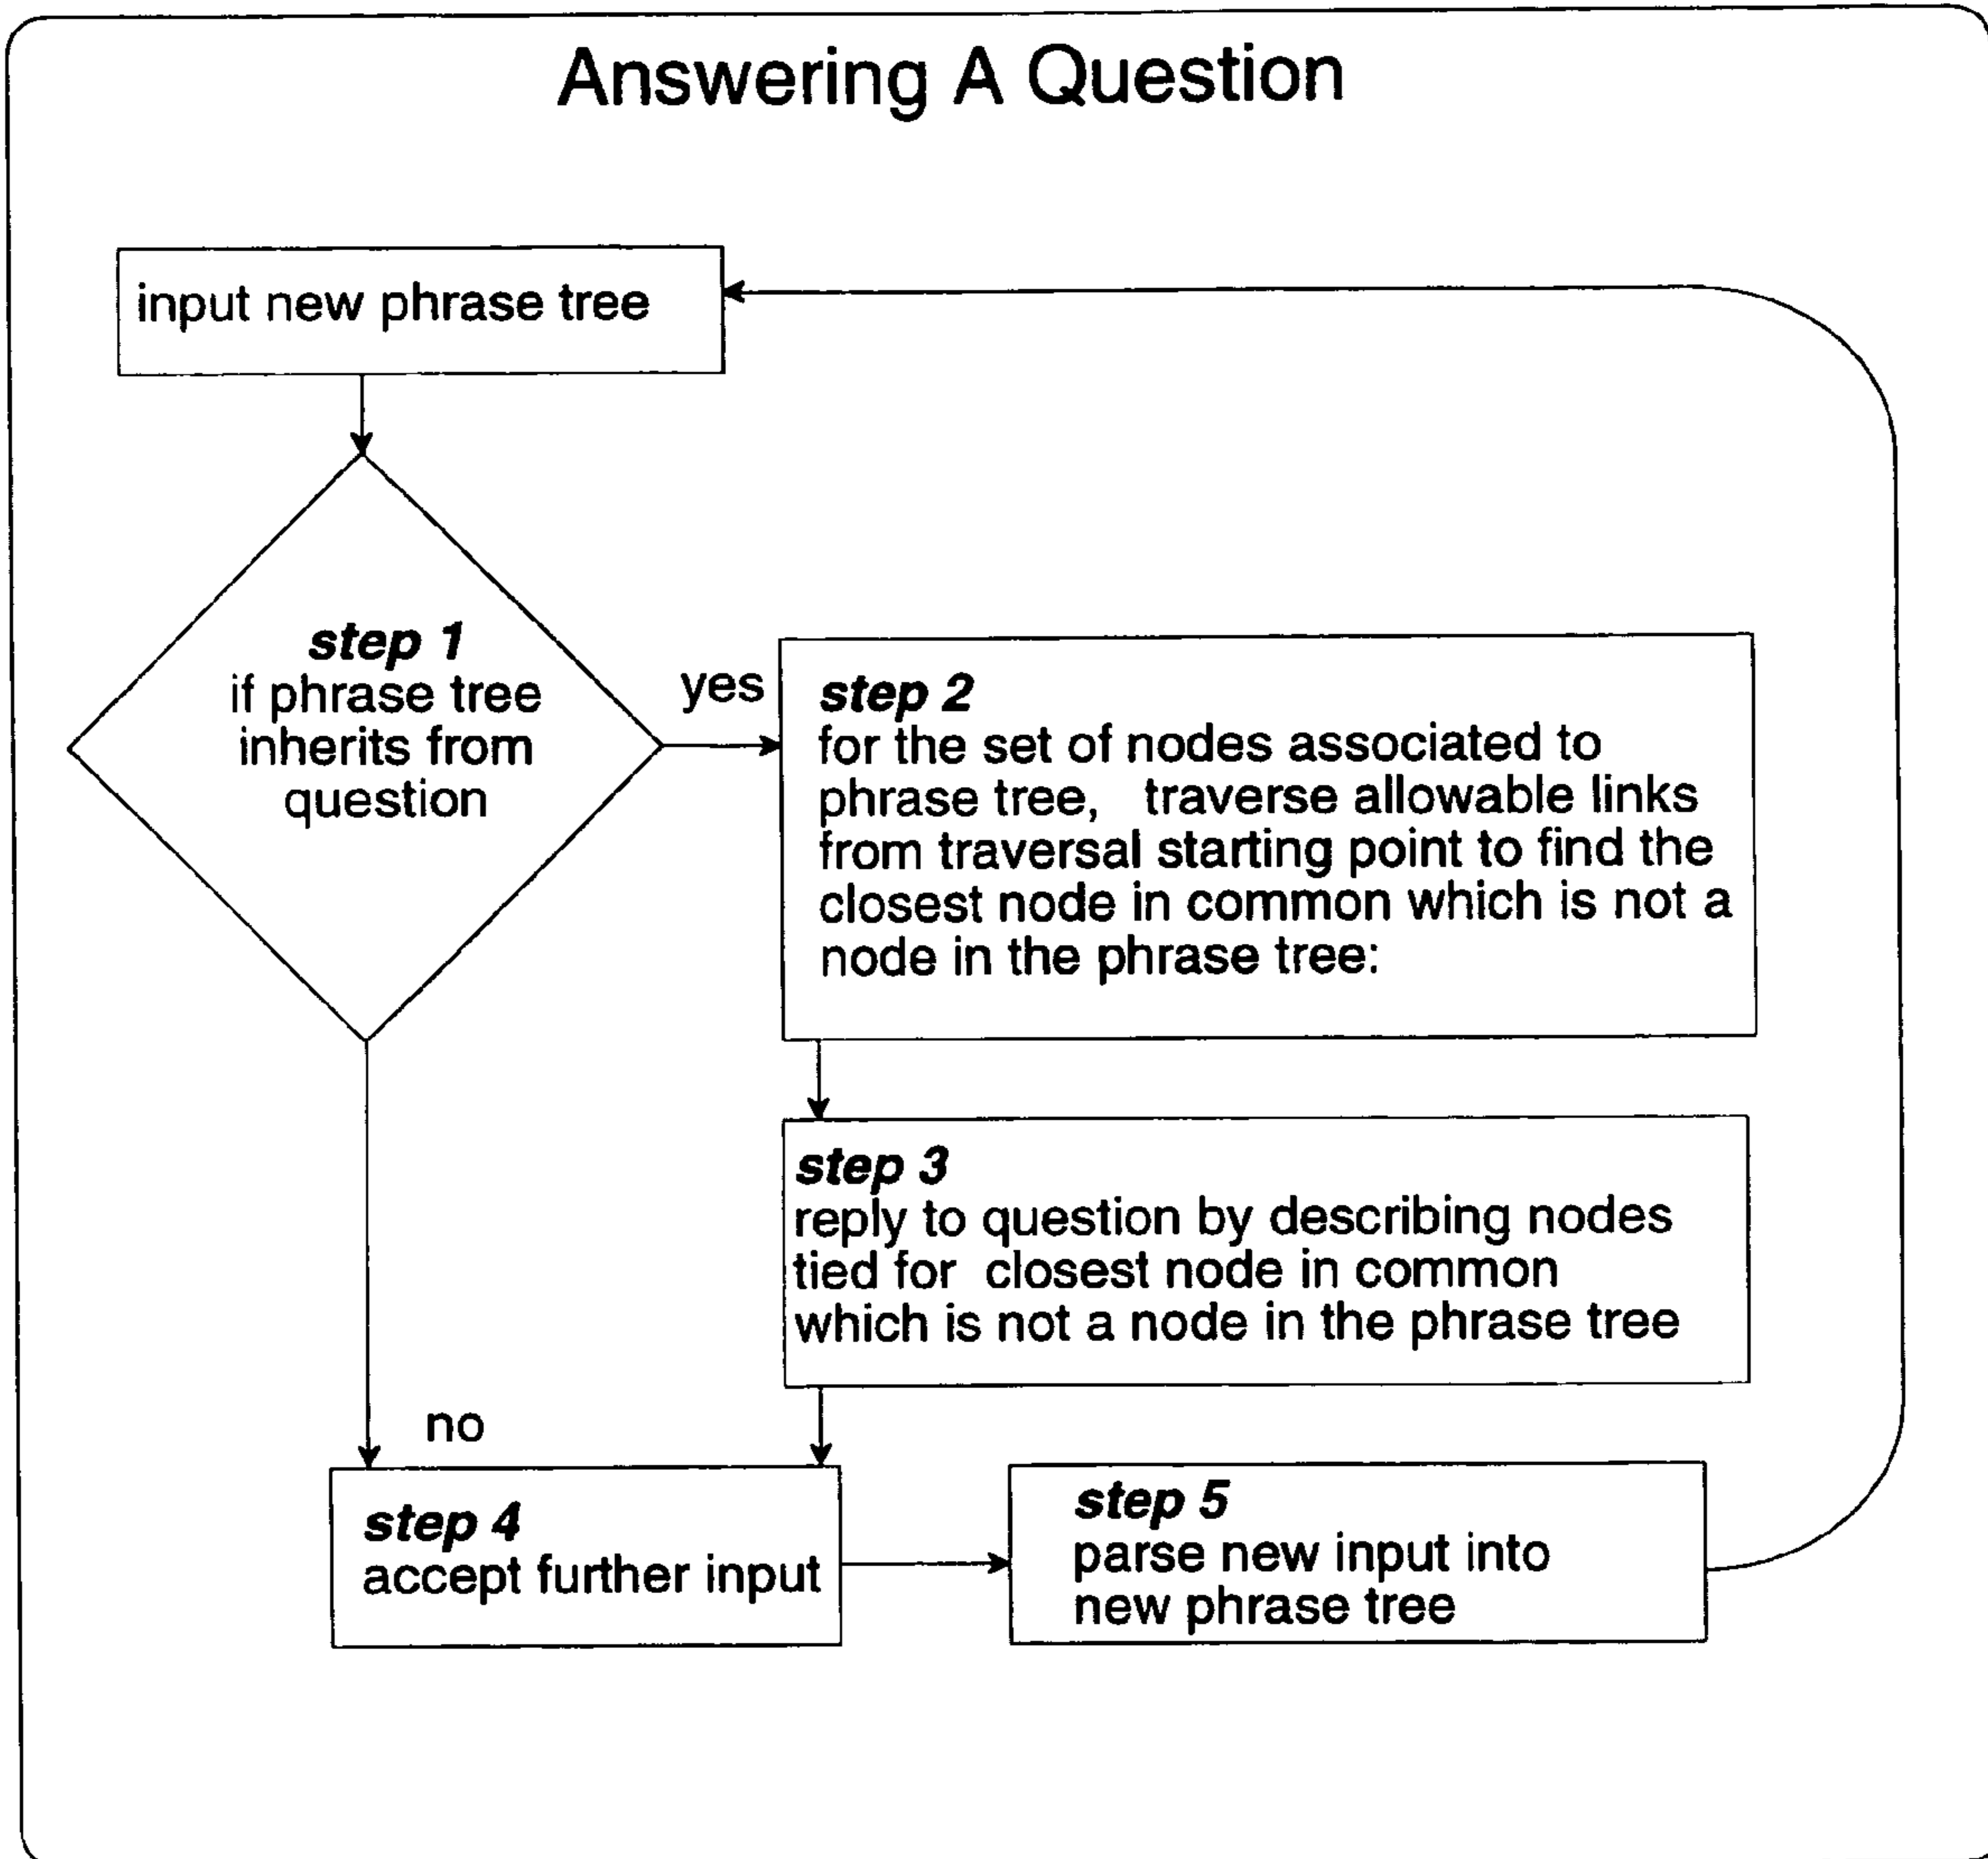 Answering A Question
input new phrase tree
step 1
if phrase tree
inherits from
question
yes
step 2
for the set of nodes associated to
phrase tree, traverse allowable links
from traversal starting point to find the
closest node in common which is not a
node in the phrase tree:
step 3
reply to question by describing nodes
tied for closest node in common
which is not a node in the phrase tree
no
step 4
accept further input
step 5
parse new input into
new phrase tree